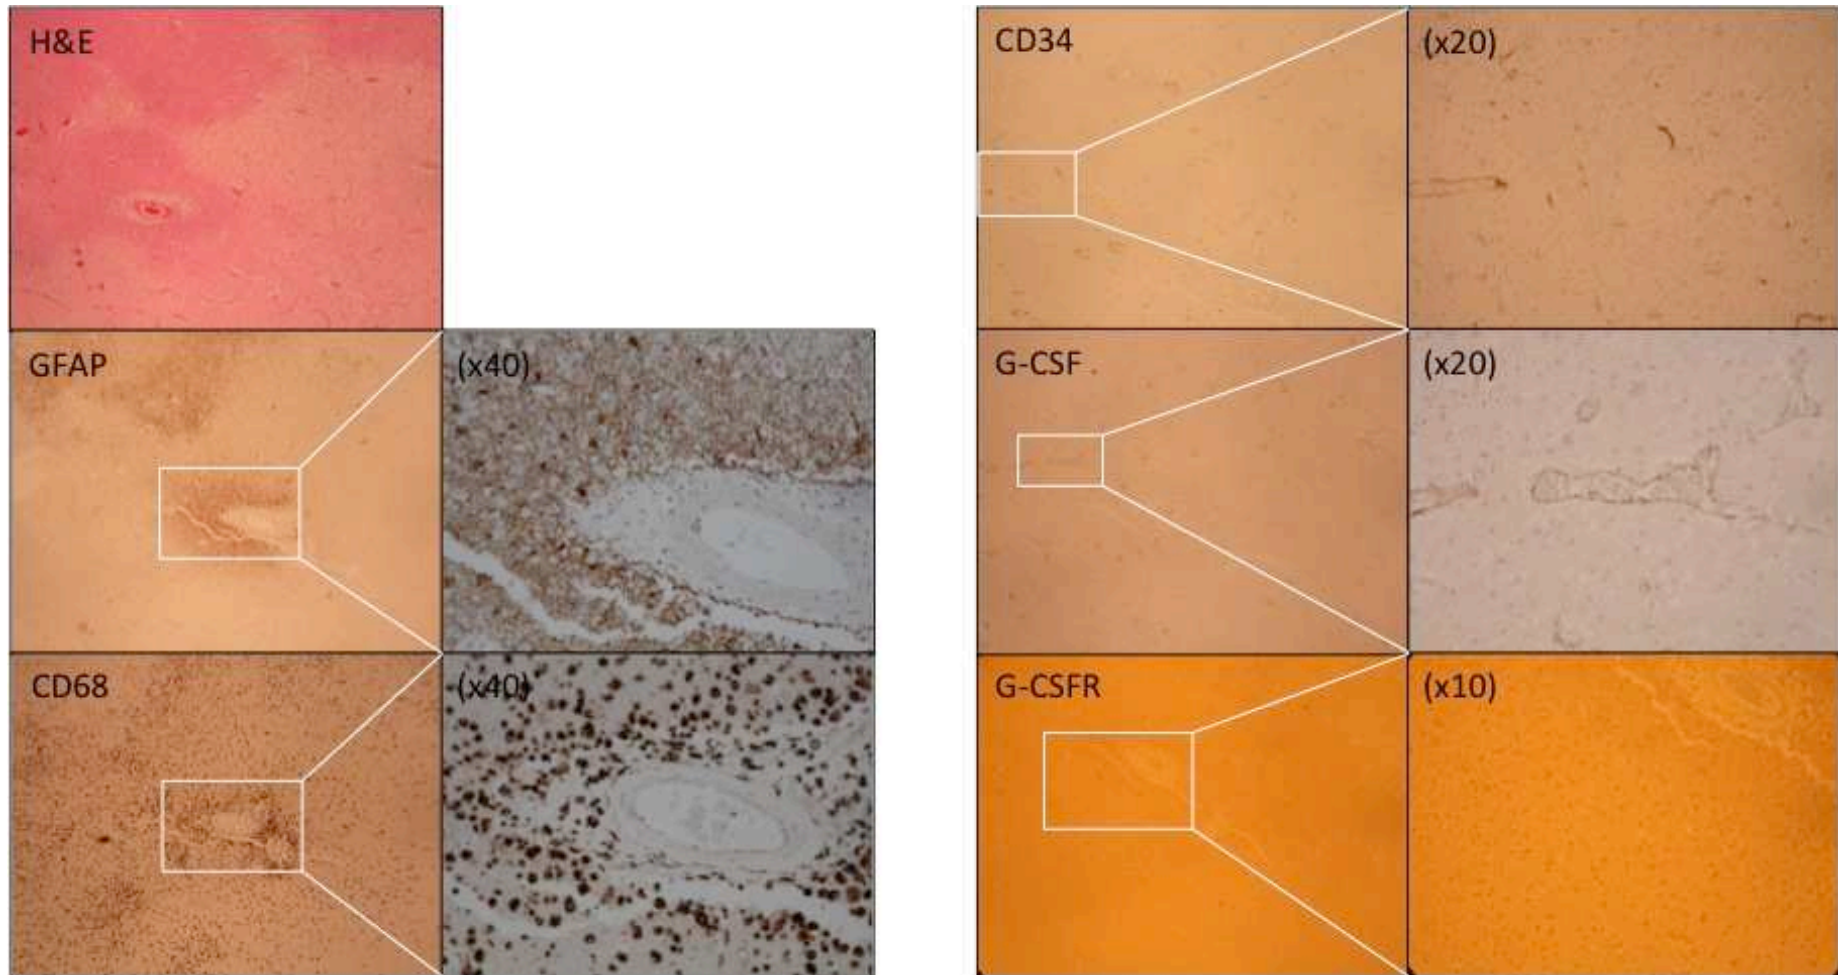 H&E
GFAP
(x40)
CD68
(x40)
CD34
(x20)
G-CSF
(x20)
G-CSFR
(x10)